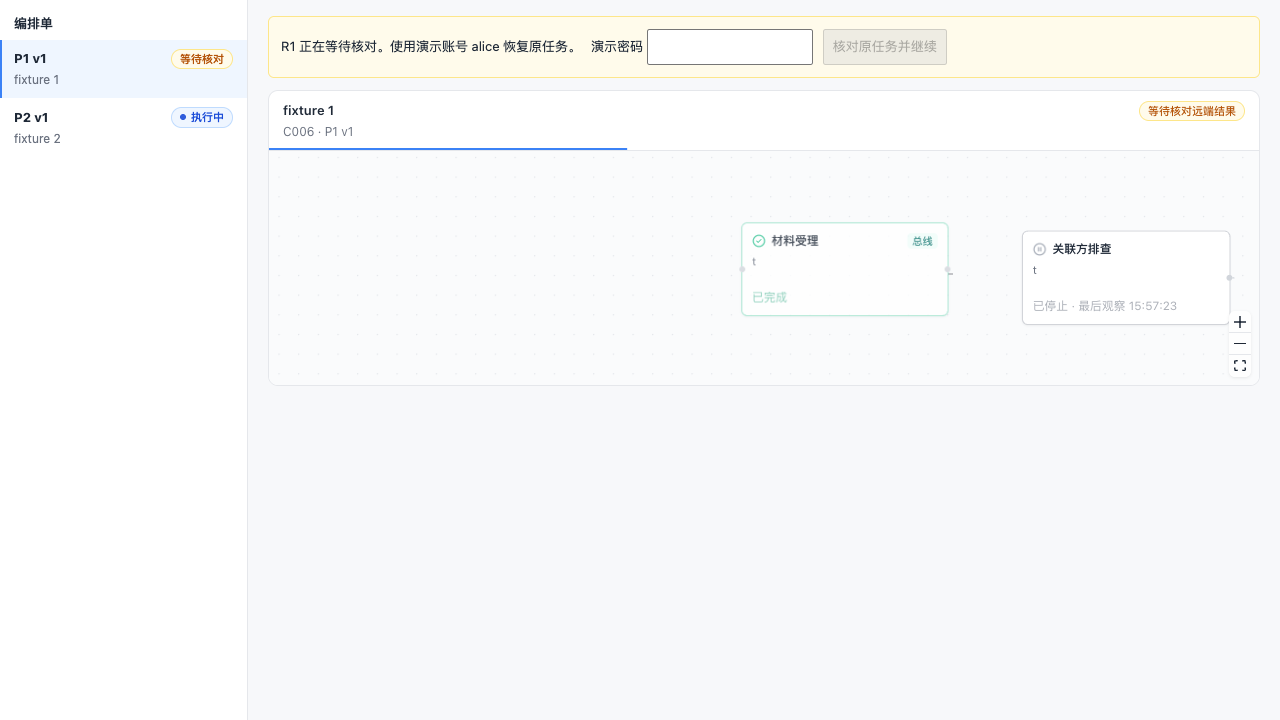 编排单
P1 v1
等待核对
fixture 1
P2 v1
执行中
fixture 2
R1 正在等待核对。使用演示账号 alice 恢复原任务。 演示密码
核对原任务并继续
fixture 1
等待核对远端结果
C006 · P1 v1
材料受理
总线
t
已完成
关联方排查
t
已停止 · 最后观察 15:57:23